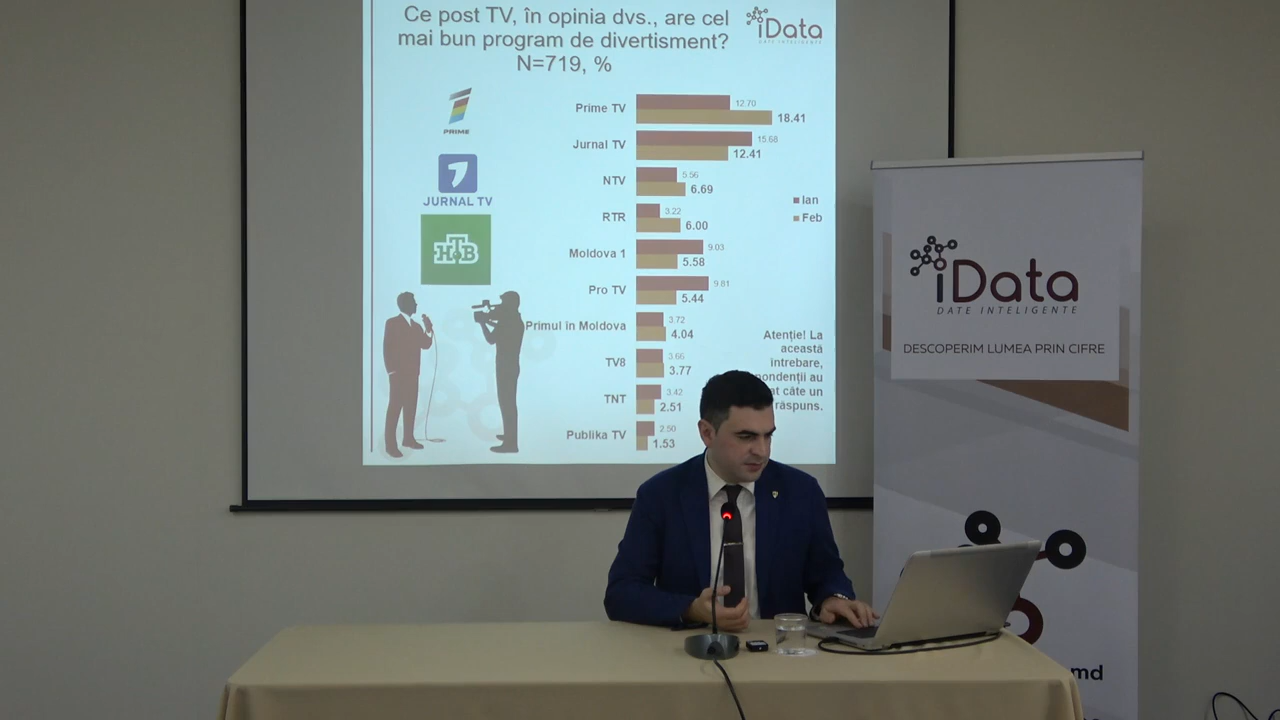 Ce post TV, în opinia dvs., are cel
mai bun program de divertisment?
N=719, %
iData
DATE INTELIGENTE
PRIME
JURNAL TV
НТВ
Prime TV 12.70
18.41
Jurnal TV 15.68
12.41
NTV 5.56
6.69
RTR 3.22
6.00
Moldova 1 9.03
5.58
Pro TV 9.81
5.44
Primul în Moldova 3.72
4.04
TV8 3.66
3.77
TNT 3.42
2.51
Publika TV 2.50
1.53
Ian
Feb
Atenție! La
această
întrebare,
câte un
răspuns.
iData
DATE INTELIGENTE
DESCOPERIM LUMEA PRIN CIFRE
md